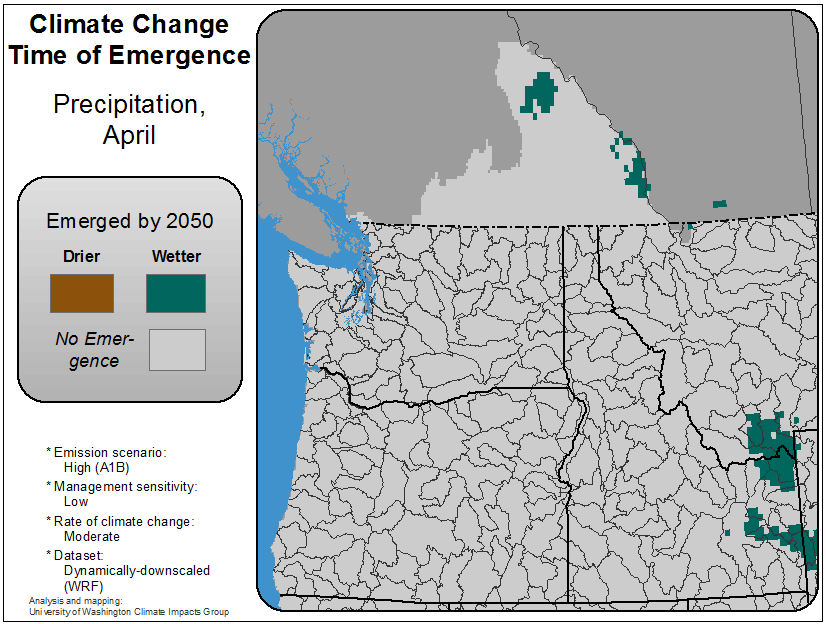 Climate Change
Time of Emergence
Precipitation,
April
Emerged by 2050
Drier
Wetter
No Emer-
gence
* Emission scenario:
High (A1B)
* Management sensitivity:
Low
* Rate of climate change:
Moderate
* Dataset:
Dynamically-downscaled
(WRF)
Analysis and mapping:
University of Washington Climate Impacts Group